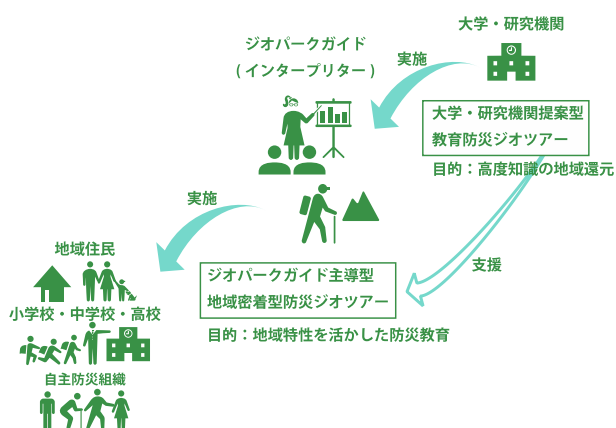 大学・研究機関
ジオパークガイド
(インタープリター)
実施
大学・研究機関提案型
教育防災ジオツアー
目的：高度知識の地域還元
実施
地域住民
支援
ジオパークガイド主導型
地域密着型防災ジオツアー
小学校・中学校・高校
目的：地域特性を活かした防災教育
自主防災組織